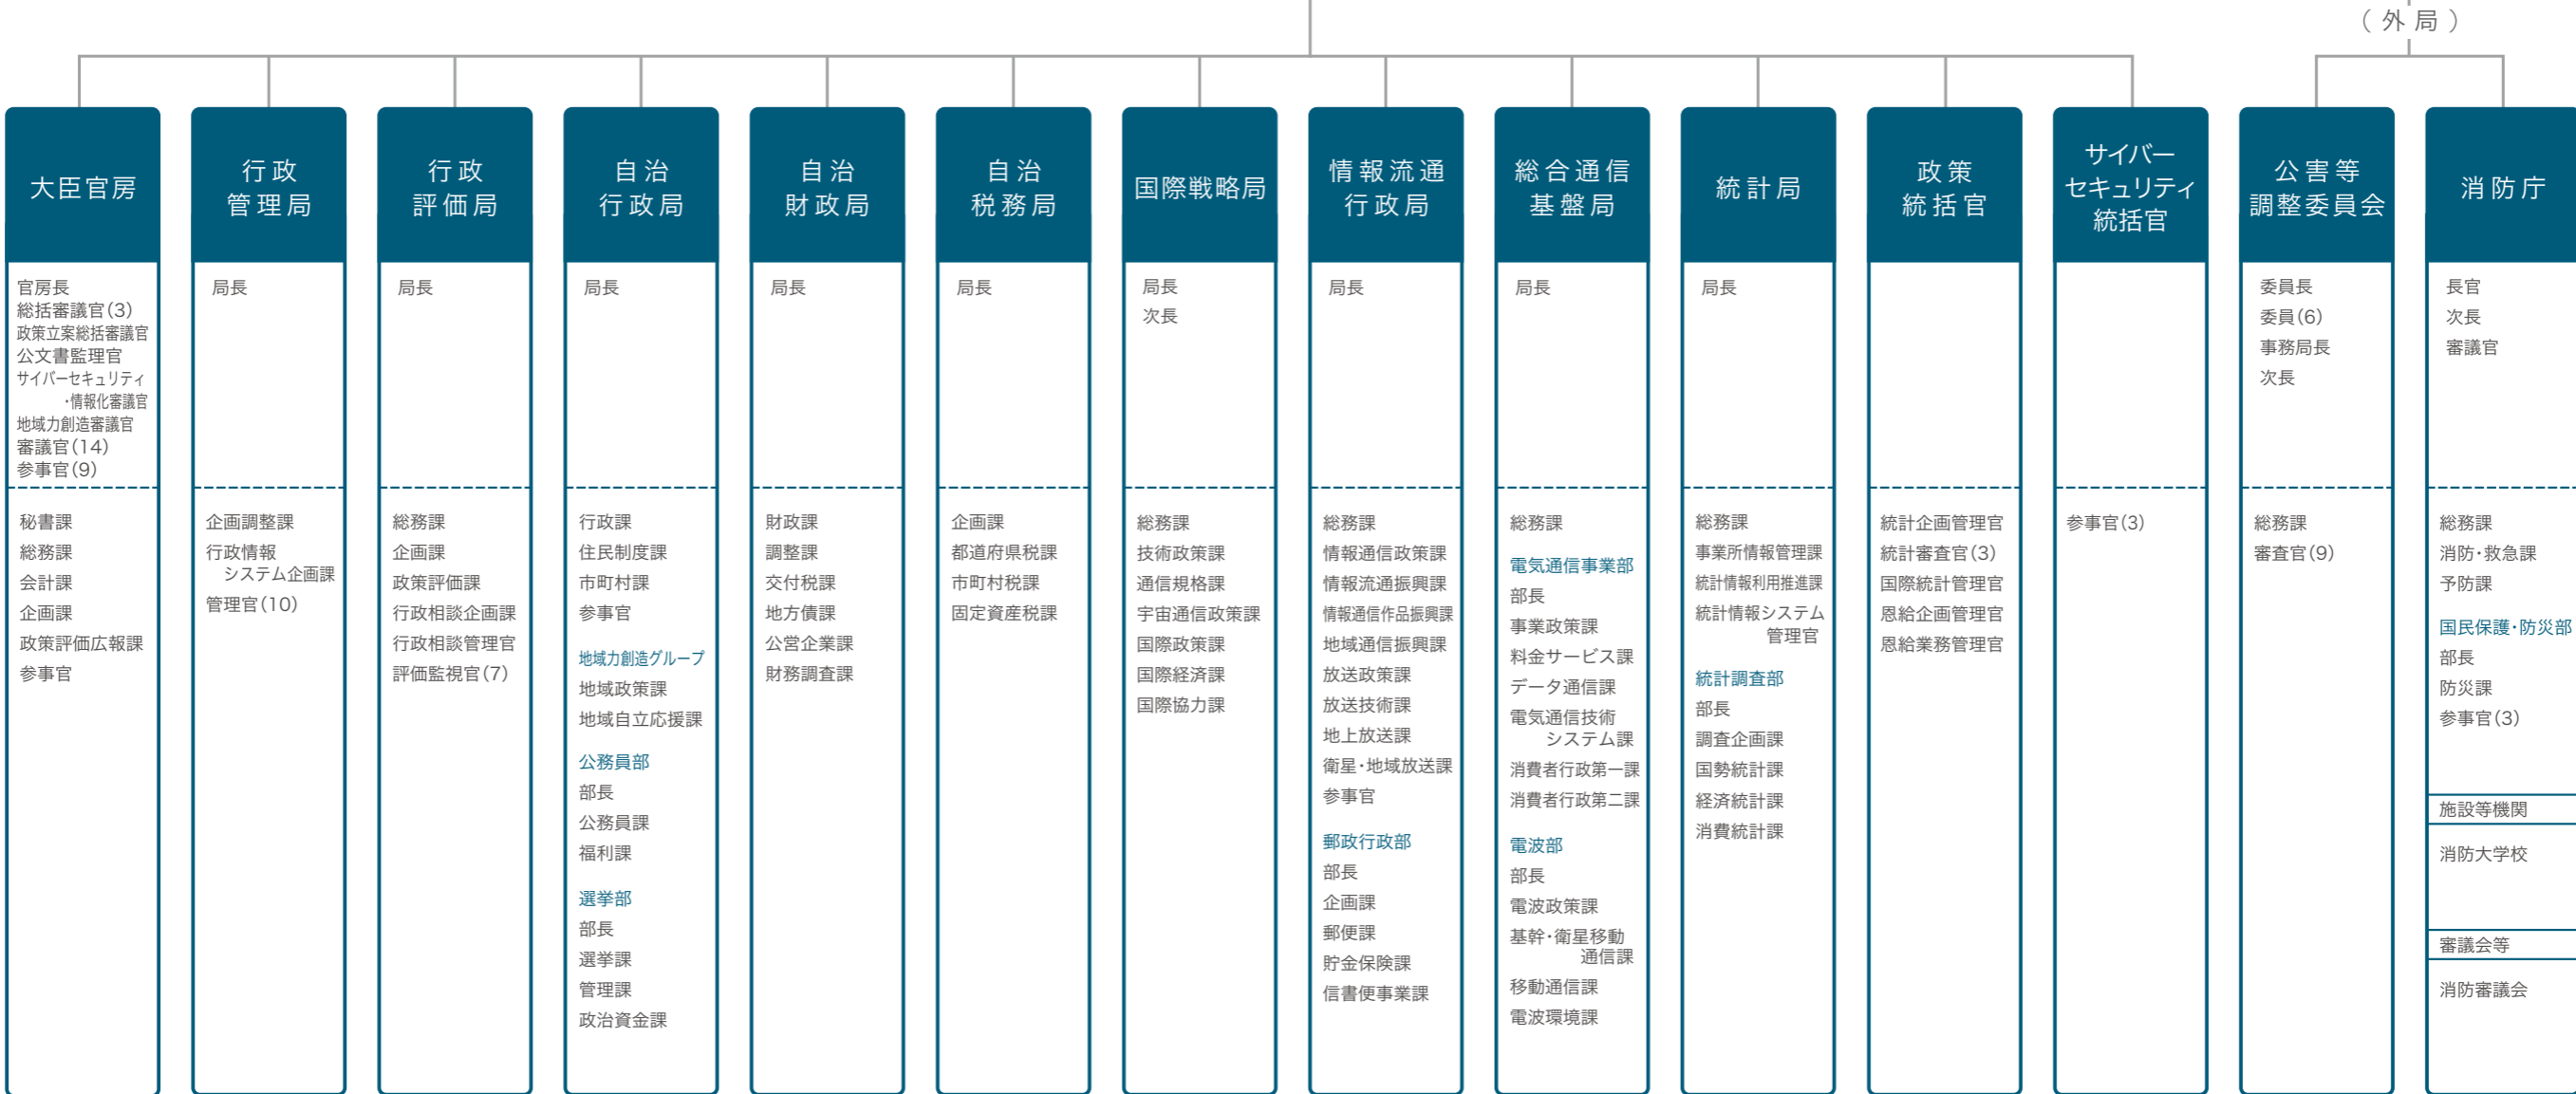 （外局）
大臣官房
官房長
総括審議官(3)
政策立案総括審議官
公文書監理官
サイバーセキュリティ
・情報化審議官
地域力創造審議官
審議官(14)
参事官(9)
秘書課
総務課
会計課
企画課
政策評価広報課
参事官
行政
管理局
局長
企画調整課
行政情報
システム企画課
管理官(10)
行政
評価局
局長
総務課
企画課
政策評価課
行政相談企画課
行政相談管理官
評価監視官(7)
自治
行政局
局長
行政課
住民制度課
市町村課
参事官
地域力創造グループ
地域政策課
地域自立応援課
公務員部
部長
公務員課
福利課
選挙部
部長
選挙課
管理課
政治資金課
自治
財政局
局長
財政課
調整課
交付税課
地方債課
公営企業課
財務調査課
自治
税務局
局長
企画課
都道府県税課
市町村税課
固定資産税課
国際戦略局
局長
次長
総務課
技術政策課
通信規格課
宇宙通信政策課
国際政策課
国際経済課
国際協力課
情報流通
行政局
局長
総務課
情報通信政策課
情報流通振興課
情報通信作品振興課
地域通信振興課
放送政策課
放送技術課
地上放送課
衛星・地域放送課
参事官
郵政行政部
部長
企画課
郵便課
貯金保険課
信書便事業課
総合通信
基盤局
局長
総務課
電気通信事業部
部長
事業政策課
料金サービス課
データ通信課
電気通信技術
システム課
消費者行政第一課
消費者行政第二課
電波部
部長
電波政策課
基幹・衛星移動
通信課
移動通信課
電波環境課
統計局
局長
総務課
事業所情報管理課
統計情報利用推進課
統計情報システム
管理官
統計調査部
部長
調査企画課
国勢統計課
経済統計課
消費統計課
政策
統括官
統計企画管理官
統計審査官(3)
国際統計管理官
恩給企画管理官
恩給業務管理官
サイバー
セキュリティ
統括官
参事官(3)
公害等
調整委員会
委員長
委員(6)
事務局長
次長
総務課
審査官(9)
消防庁
長官
次長
審議官
総務課
消防・救急課
予防課
国民保護・防災部
部長
防災課
参事官(3)
施設等機関
消防大学校
審議会等
消防審議会